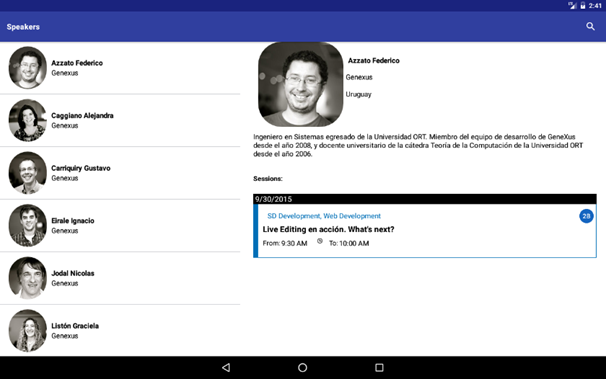 2:41
Speakers
Azzato Federico
Genexus
Caggiano Alejandra
Genexus
Carriquiry Gustavo
Genexus
Eirale Ignacio
Genexus
Jodal Nicolas
Genexus
Listón Graciela
Genexus
Azzato Federico
Genexus
Uruguay
Ingeniero en Sistemas egresado de la Universidad ORT. Miembro del equipo de desarrollo de GeneXus
desde el año 2008, y docente universitario de la cátedra Teoría de la Computación de la Universidad ORT
desde el año 2006.
Sessions:
9/30/2015
SD Development, Web Development
28
Live Editing en acción. What's next?
From: 9:30 AM To: 10:00 AM